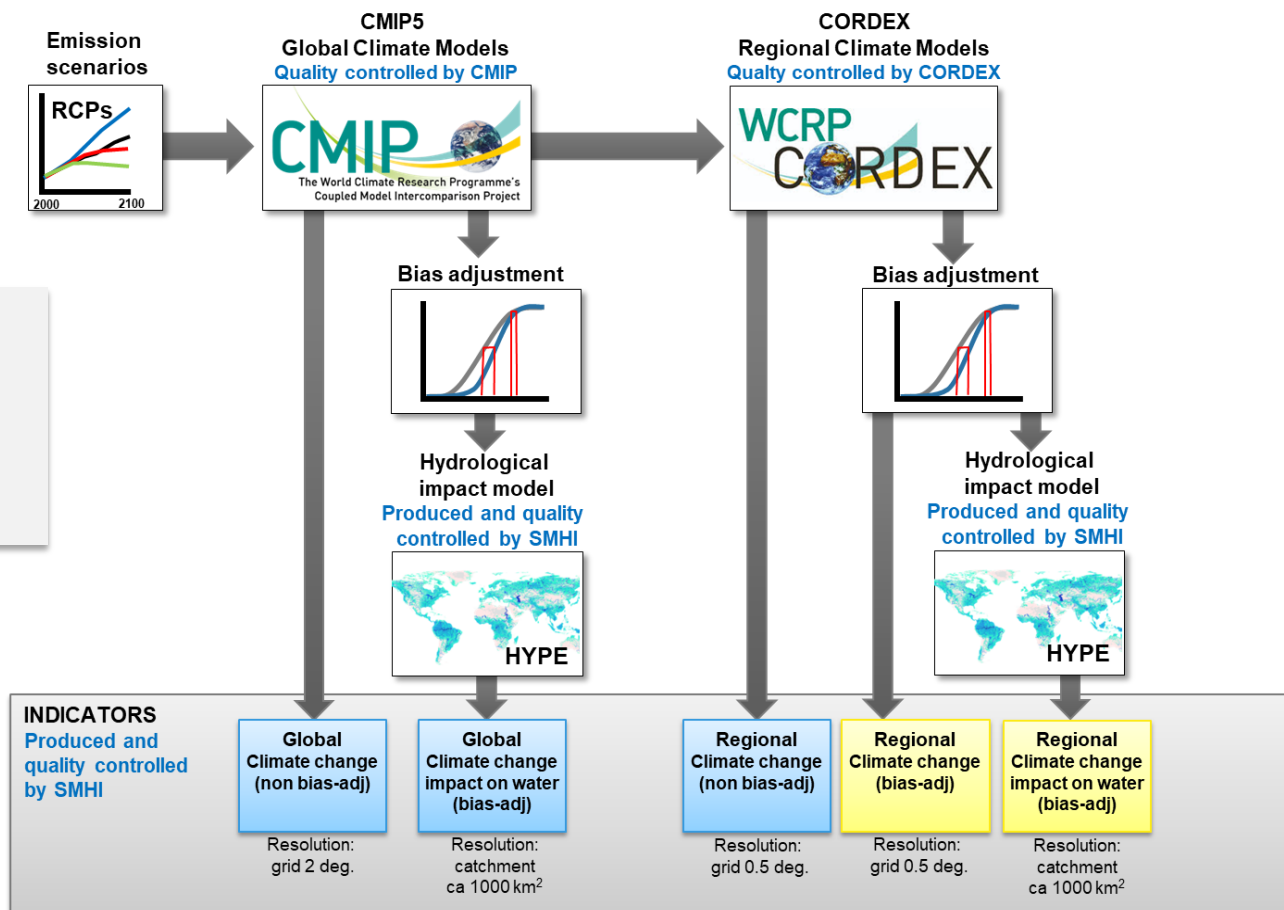 Emission
scenarios
RCPs
2000 2100
CMIP5
Global Climate Models
Quality controlled by CMIP
CMIP
The World Climate Research Programme's
Coupled Model Intercomparison Project
CORDEX
Regional Climate Models
Qualty controlled by CORDEX
WCRP
CORDEX
Bias adjustment
Hydrological
impact model
Produced and quality
controlled by SMHI
HYPE
Bias adjustment
Hydrological
impact model
Produced and quality
controlled by SMHI
HYPE
INDICATORS
Produced and
quality controlled
by SMHI
Global
Climate change
(non bias-adj)
Resolution:
grid 2 deg.
Global
Climate change
impact on water
(bias-adj)
Resolution:
catchment
ca 1000 km²
Regional
Climate change
(non bias-adj)
Resolution:
grid 0.5 deg.
Regional
Climate change
(bias-adj)
Resolution:
grid 0.5 deg.
Regional
Climate change
impact on water
(bias-adj)
Resolution:
catchment
ca 1000 km²